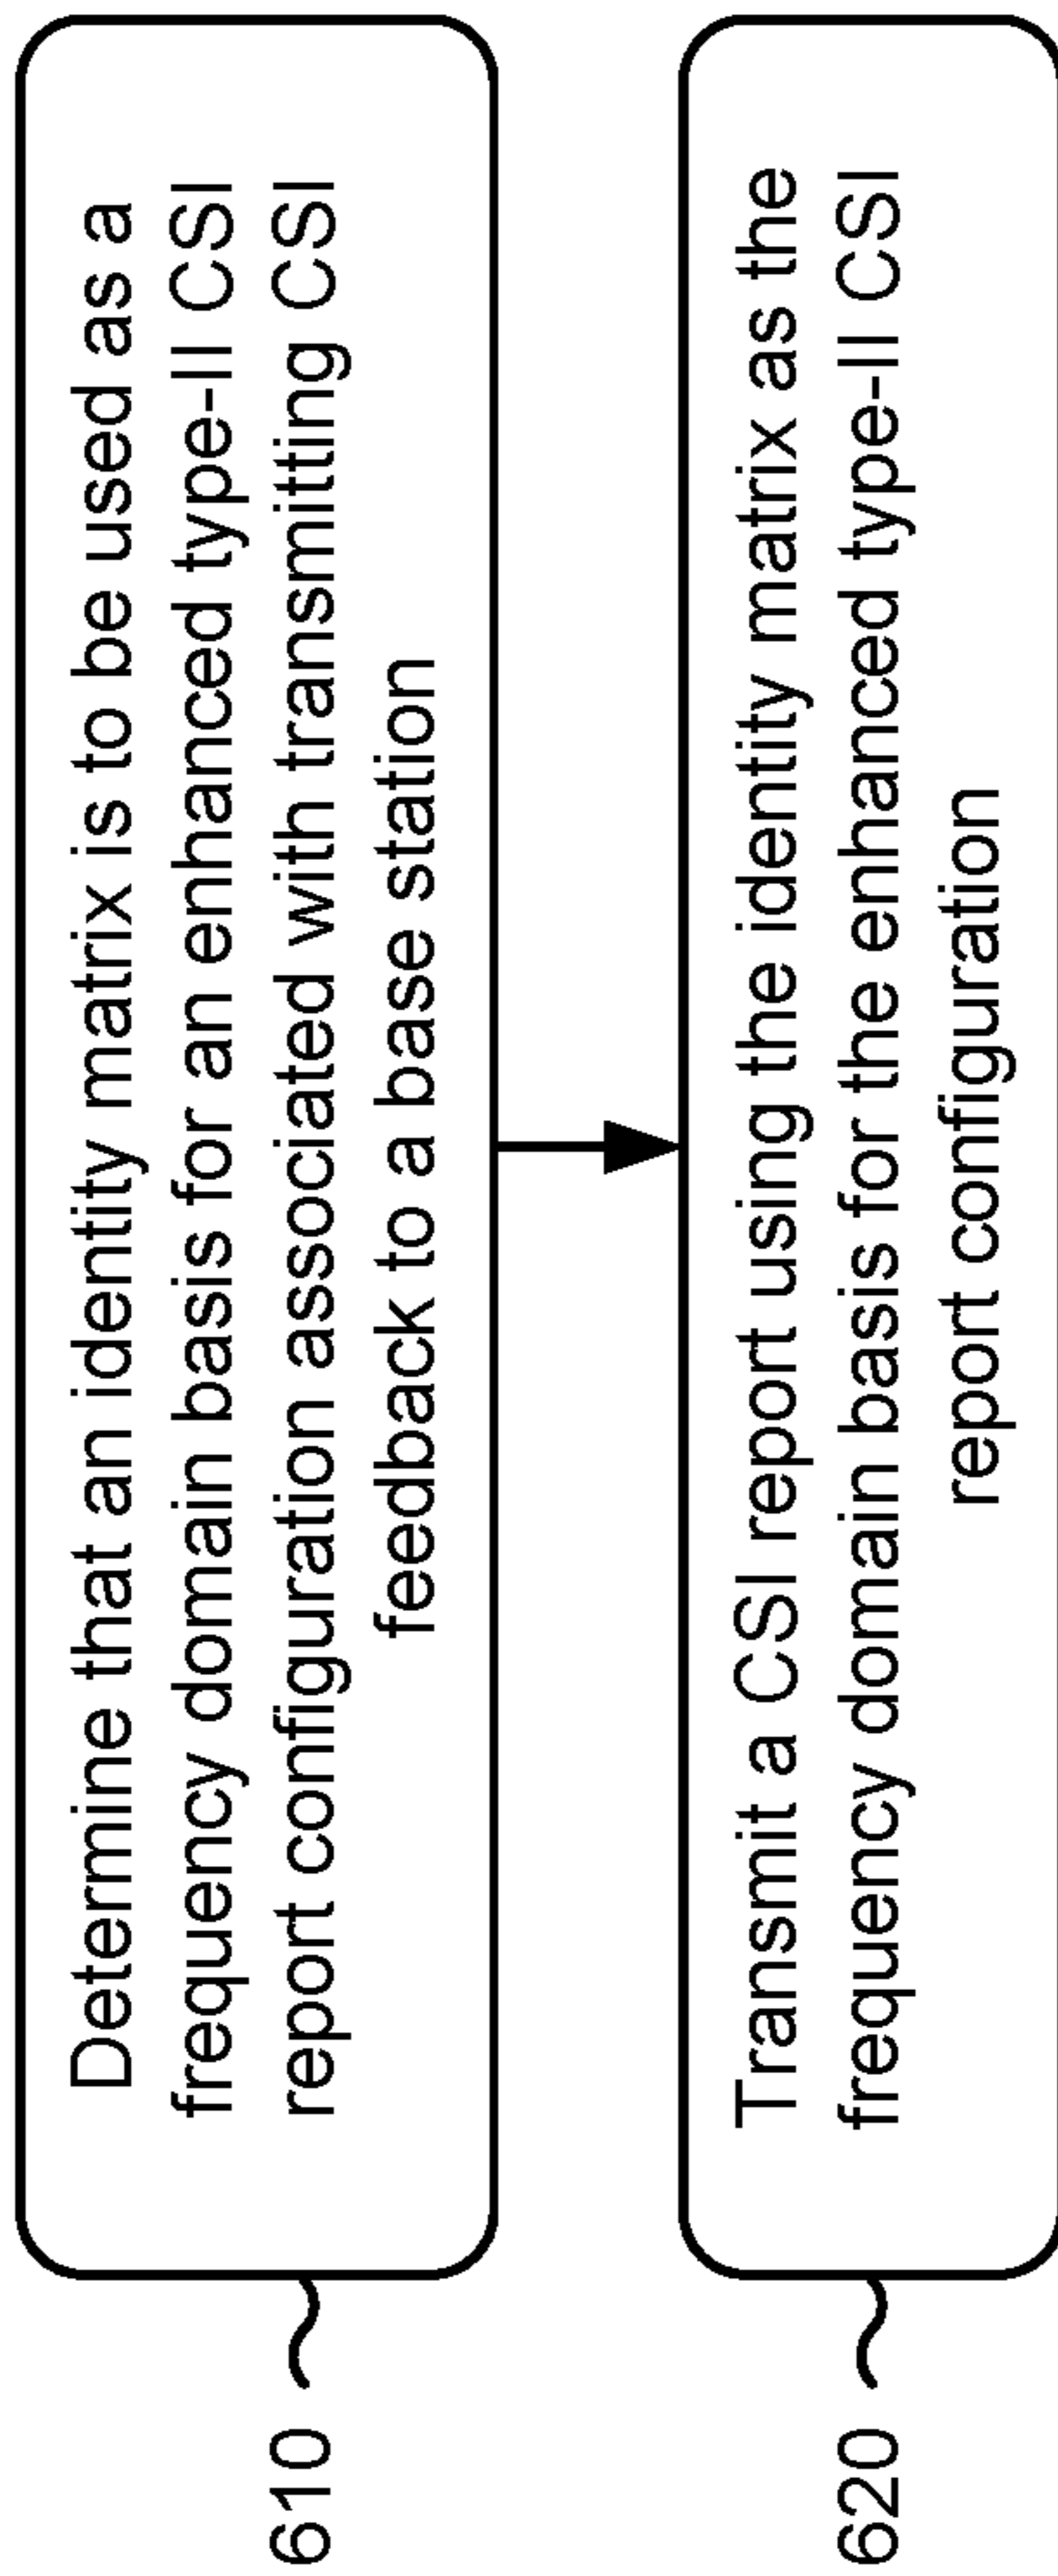 610
Determine that an identity matrix is to be used as a
frequency domain basis for an enhanced type-II CSI
report configuration associated with transmitting CSI
feedback to a base station
620
Transmit a CSI report using the identity matrix as the
frequency domain basis for the enhanced type-II CSI
report configuration